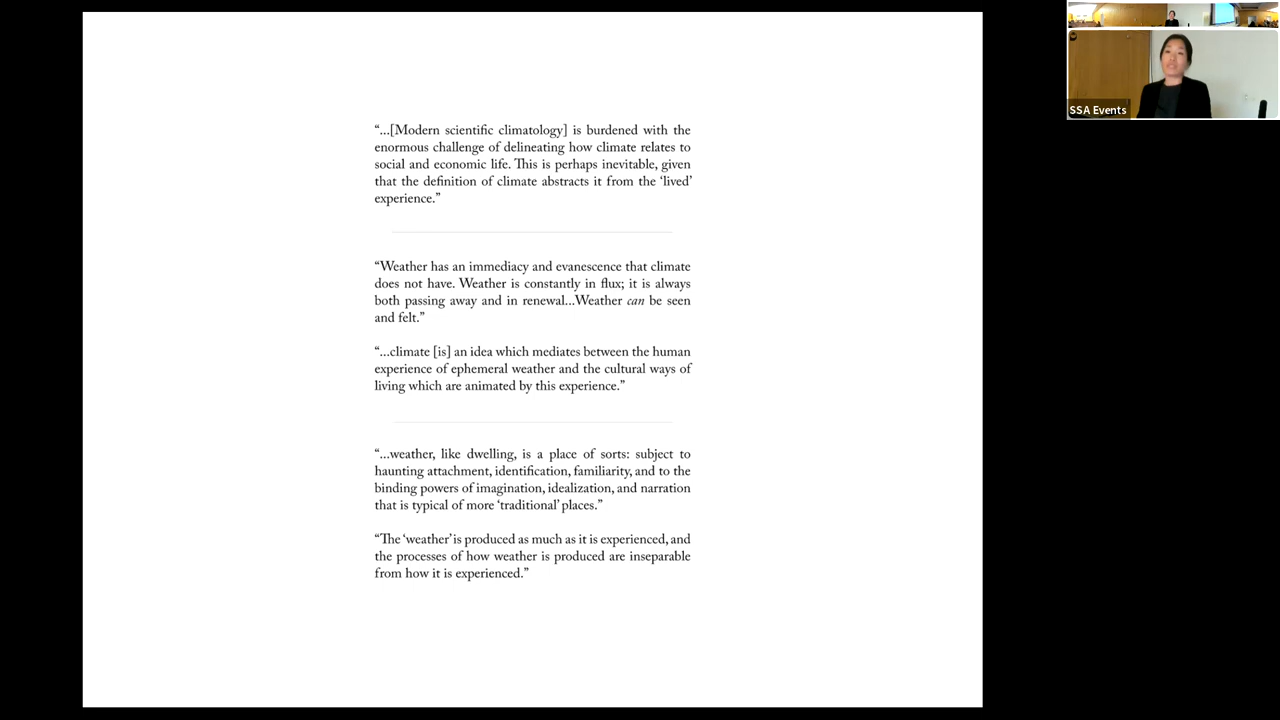 “...[Modern scientific climatology] is burdened with the
enormous challenge of delineating how climate relates to
social and economic life. This is perhaps inevitable, given
that the definition of climate abstracts it from the ‘lived’
experience.”
“Weather has an immediacy and evanescence that climate
does not have. Weather is constantly in flux; it is always
both passing away and in renewal...Weather can be seen
and felt.”
“...climate [is] an idea which mediates between the human
experience of ephemeral weather and the cultural ways of
living which are animated by this experience.”
“...weather, like dwelling, is a place of sorts: subject to
haunting attachment, identification, familiarity, and to the
binding powers of imagination, idealization, and narration
that is typical of more ‘traditional’ places.”
“The ‘weather’ is produced as much as it is experienced, and
the processes of how weather is produced are inseparable
from how it is experienced.”
SSA Events